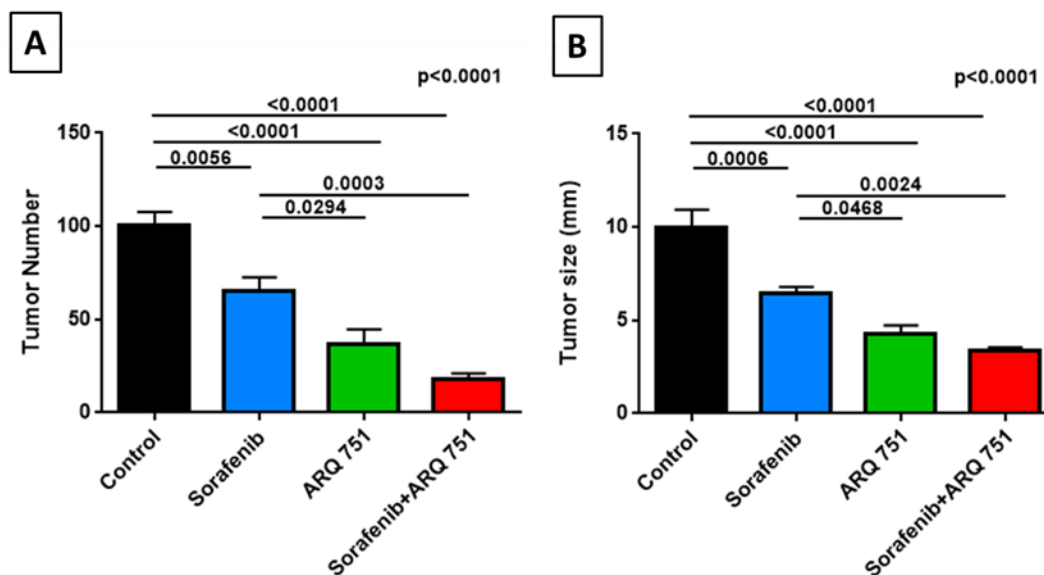 A
p<0.0001
<0.0001
<0.0001
0.0056
0.0003
0.0294
Tumor Number
150
100
50
0
Control
Sorafenib
ARQ 751
Sorafenib+ARQ 751
B
p<0.0001
<0.0001
<0.0001
0.0006
0.0024
0.0468
Tumor size (mm)
15
10
5
0
Control
Sorafenib
ARQ 751
Sorafenib+ARQ 751